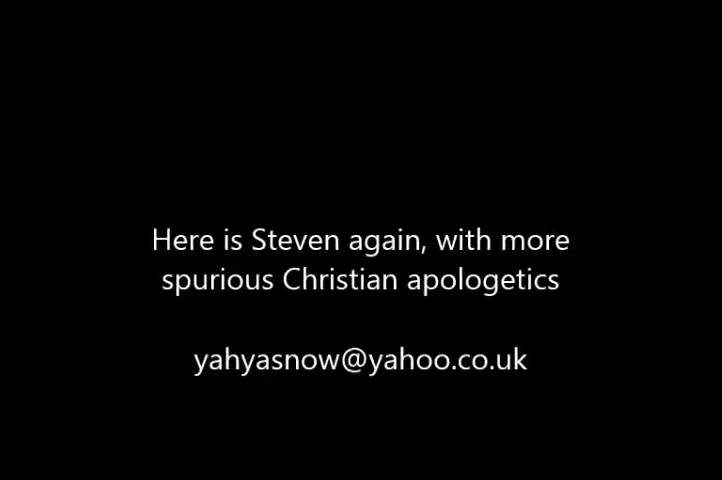 Here is Steven again, with more
spurious Christian apologetics
yahyasnow@yahoo.co.uk